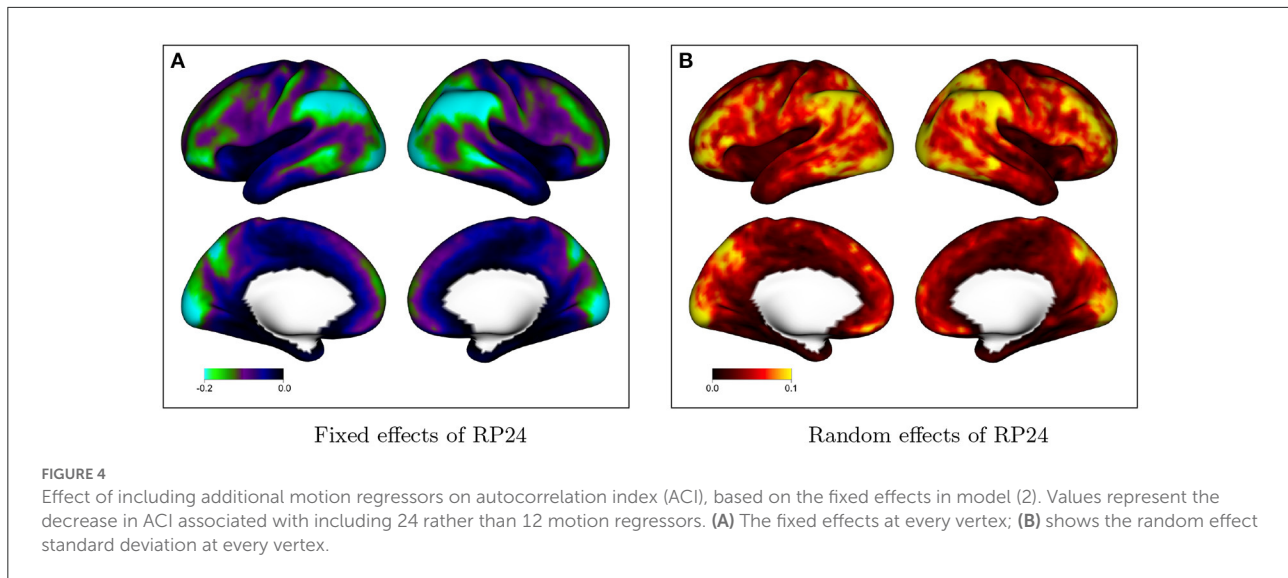 A
B
-0.2 0.0
0.0 0.1
Fixed effects of RP24
Random effects of RP24
FIGURE 4
Effect of including additional motion regressors on autocorrelation index (ACI), based on the fixed effects in model (2). Values represent the
decrease in ACI associated with including 24 rather than 12 motion regressors. (A) The fixed effects at every vertex; (B) shows the random effect
standard deviation at every vertex.